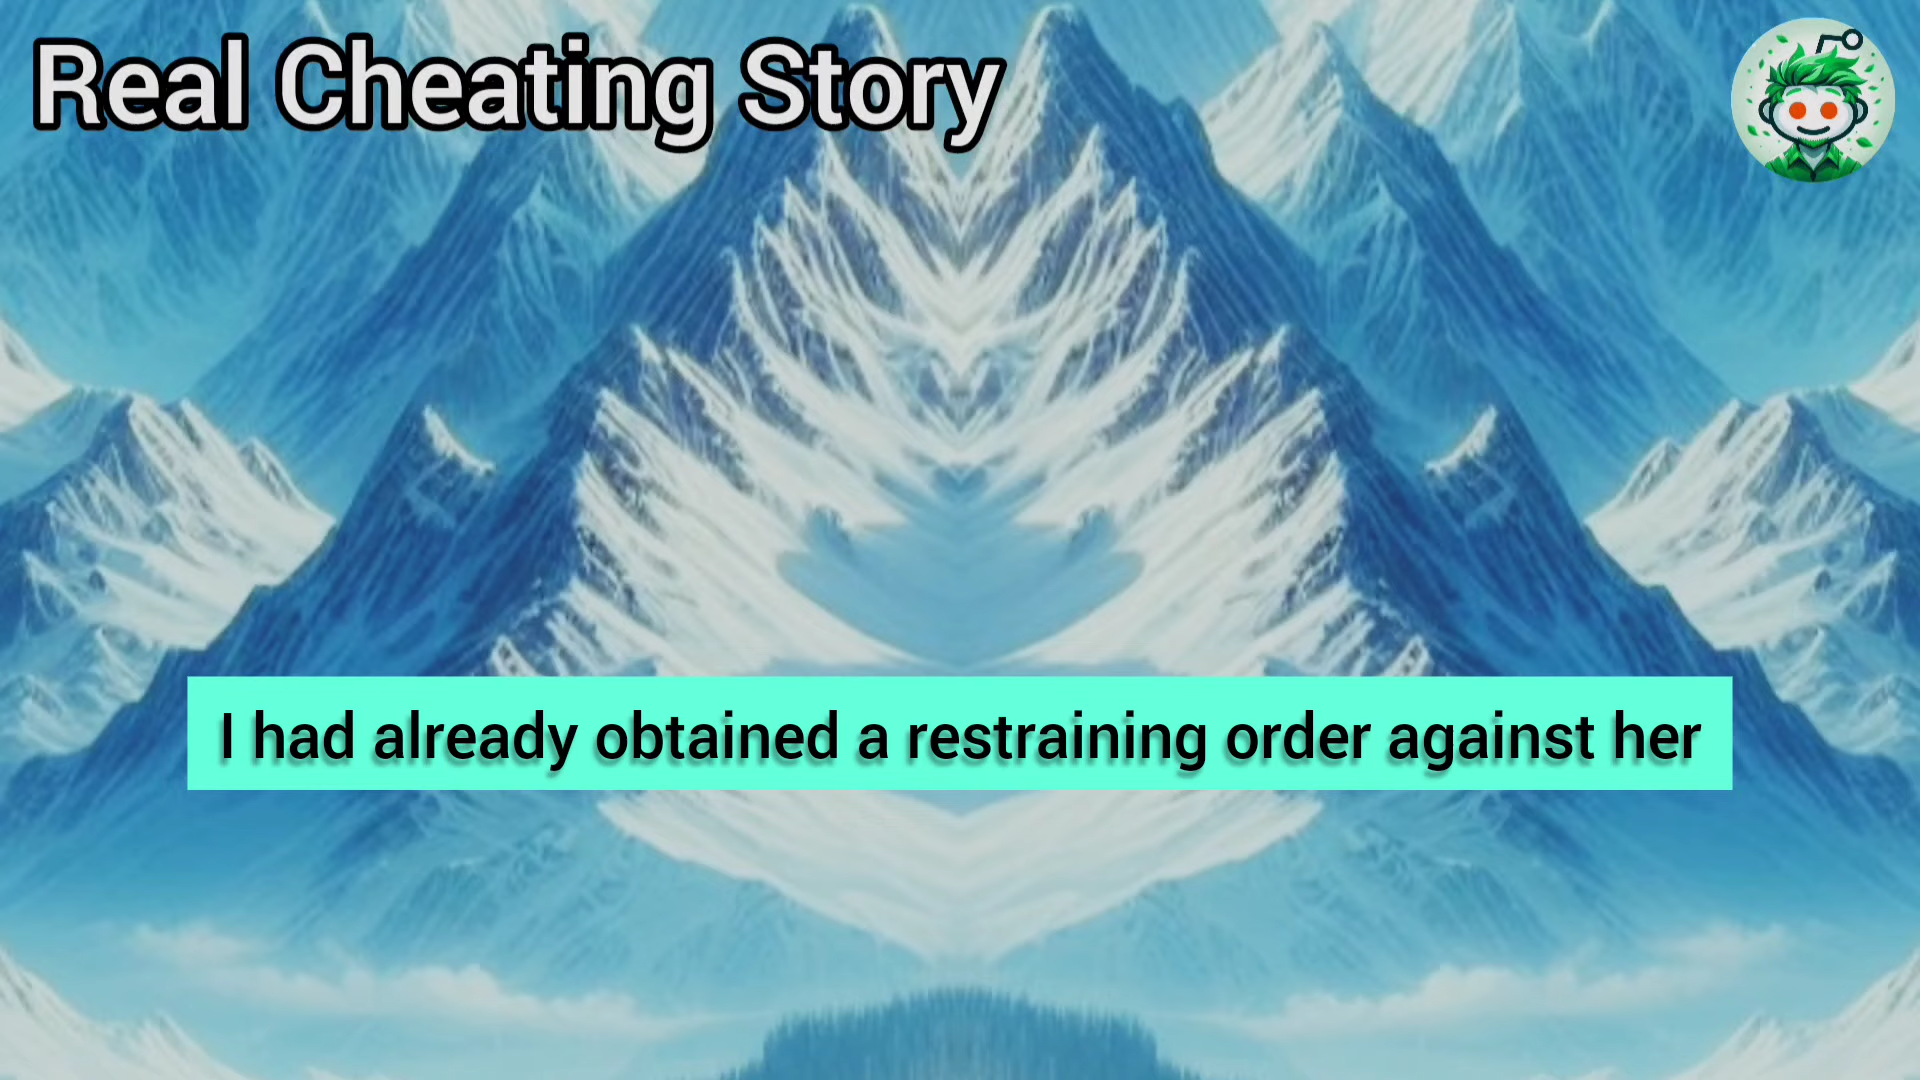 Real Cheating Story
I had already obtained a restraining order against her